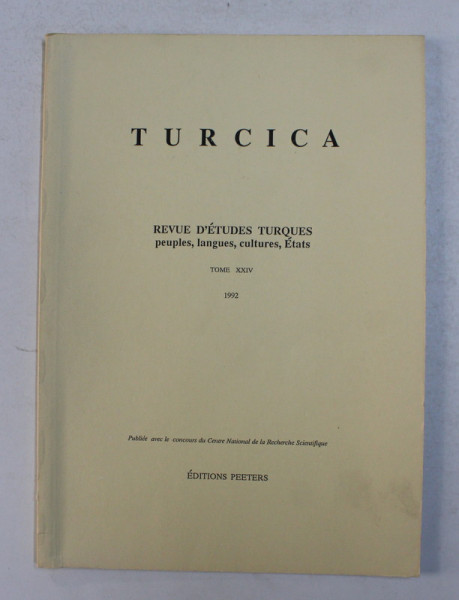 TURCICA
REVUE D'ÉTUDES TURQUES
peuples, langues, cultures, États
TOME XXIV
1992
Publiée avec le concours du Centre National de la Recherche Scientifique
ÉDITIONS PEETERS